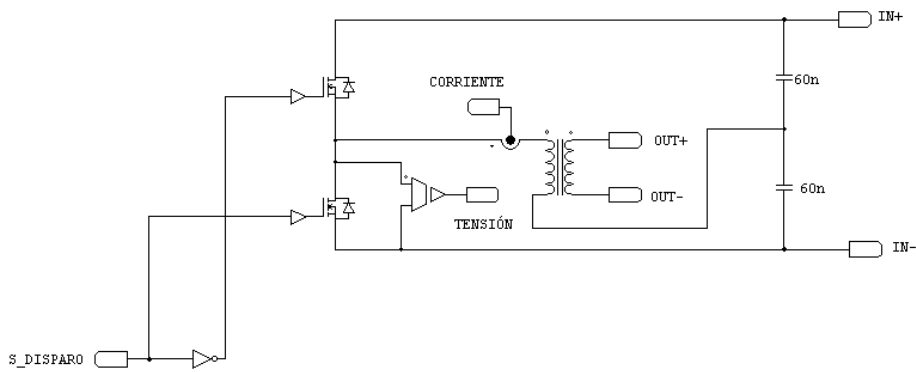 IN+
60n
CORRIENTE
OUT+
60n
OUT-
TENSIÓN
IN-
S_DISPARO